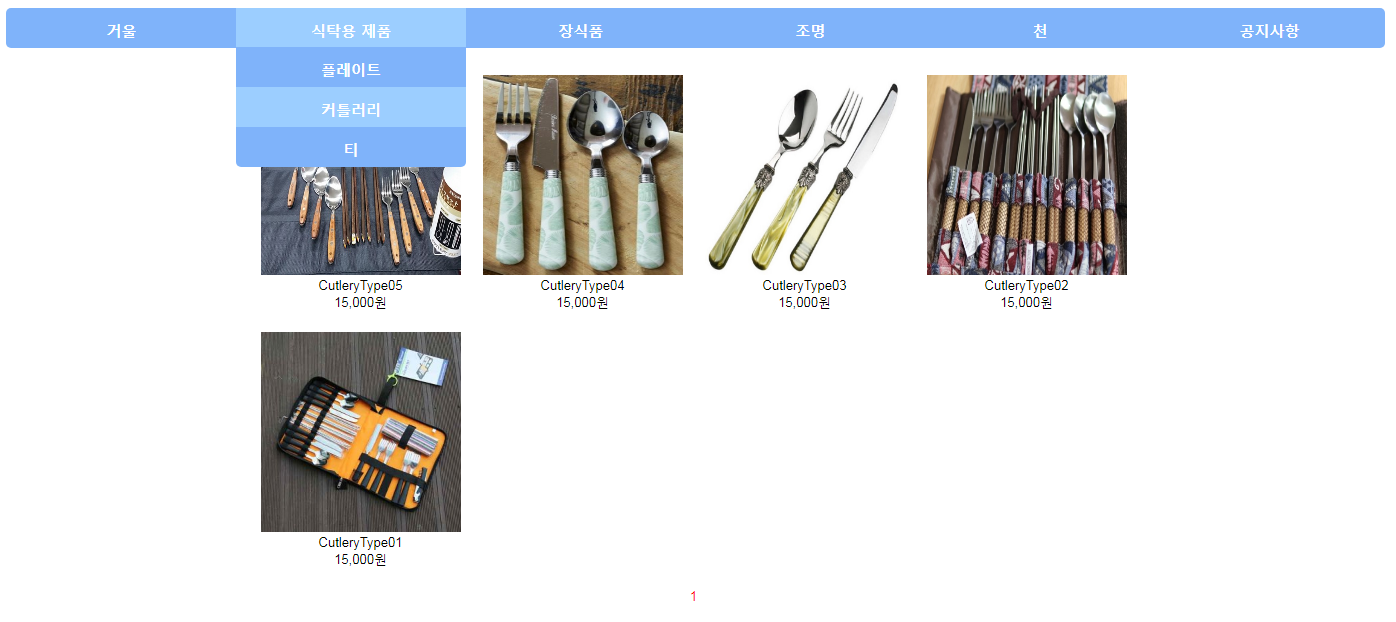 거울 식탁용 제품 장식품 조명 천 공지사항
플레이트
커틀러리
티
CutleryType05 CutleryType04 CutleryType03 CutleryType02
15,000원 15,000원 15,000원 15,000원
CutleryType01
15,000원
1